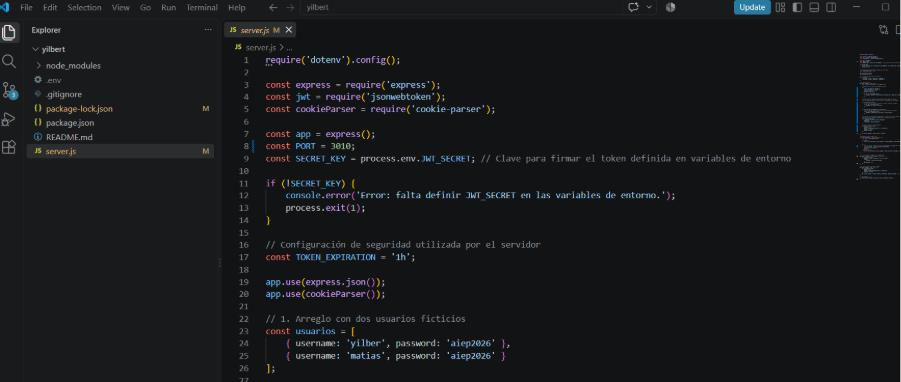 File Edit Selection View Go Run Terminal Help
yilbert
Update
Explorer
yilbert
node_modules
.env
.gitignore
package-lock.json M
package.json
README.md
server.js M
server.js M
JS server.js > ...
1 require('dotenv').config();
2
3 const express = require('express');
4 const jwt = require('jsonwebtoken');
5 const cookieParser = require('cookie-parser');
6
7 const app = express();
8 const PORT = 3010;
9 const SECRET_KEY = process.env.JWT_SECRET; // Clave para firmar el token definida en variables de entorno
10
11 if (!SECRET_KEY) {
12 console.error('Error: falta definir JWT_SECRET en las variables de entorno.');
13 process.exit(1);
14 }
15
16 // Configuración de seguridad utilizada por el servidor
17 const TOKEN_EXPIRATION = '1h';
18
19 app.use(express.json());
20 app.use(cookieParser());
21
22 // 1. Arreglo con dos usuarios ficticios
23 const usuarios = [
24 { username: 'yilber', password: 'aiep2026' },
25 { username: 'matias', password: 'aiep2026' }
26 ];
27